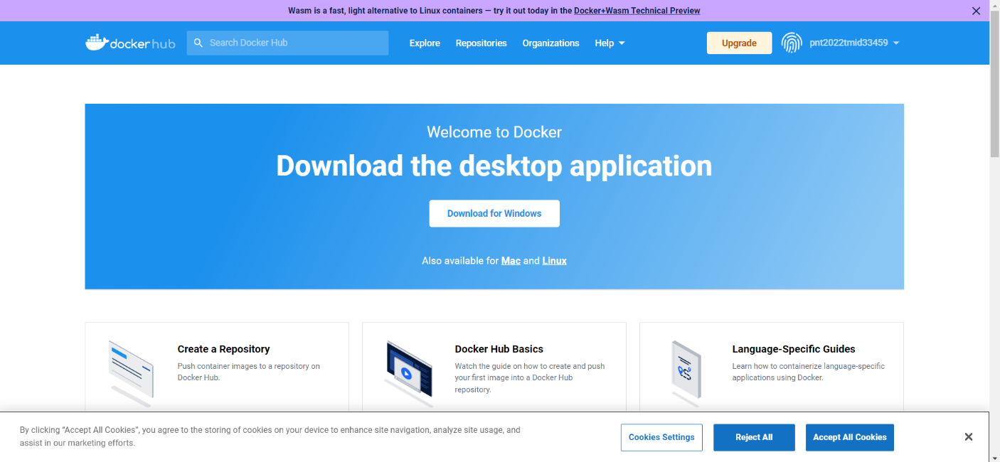 Wasm is a fast, light alternative to Linux containers — try it out today in the Docker+Wasm Technical Preview
dockerhub
Search Docker Hub
Explore
Repositories
Organizations
Help
Upgrade
pnt2022tmid33459
Welcome to Docker
Download the desktop application
Download for Windows
Also available for Mac and Linux
Create a Repository
Push container images to a repository on
Docker Hub.
Docker Hub Basics
Watch the guide on how to create and push
your first image into a Docker Hub
repository.
Language-Specific Guides
Learn how to containerize language-specific
applications using Docker.
By clicking “Accept All Cookies”, you agree to the storing of cookies on your device to enhance site navigation, analyze site usage, and
assist in our marketing efforts.
Cookies Settings
Reject All
Accept All Cookies